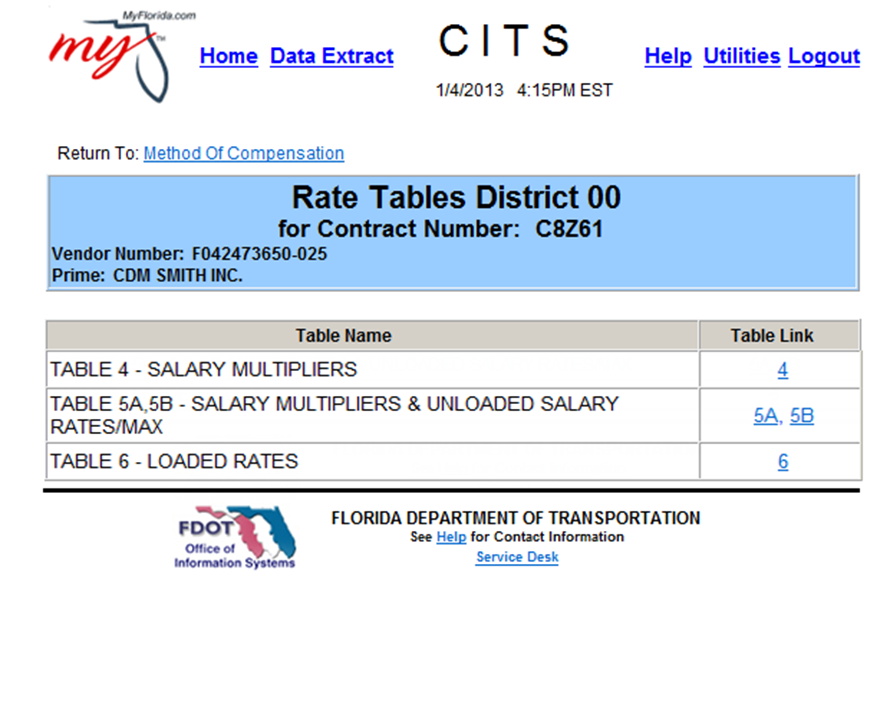 MyFlorida.com
my TM
Home Data Extract
CITS
Help Utilities Logout
1/4/2013 4:15PM EST
Return To: Method Of Compensation
Rate Tables District 00
for Contract Number: C8Z61
Vendor Number: F042473650-025
Prime: CDM SMITH INC.
Table Name Table Link
TABLE 4 - SALARY MULTIPLIERS 4
TABLE 5A,5B - SALARY MULTIPLIERS & UNLOADED SALARY
RATES/MAX
5A, 5B
TABLE 6 - LOADED RATES 6
FDOT
Office of
Information Systems
FLORIDA DEPARTMENT OF TRANSPORTATION
See Help for Contact Information
Service Desk